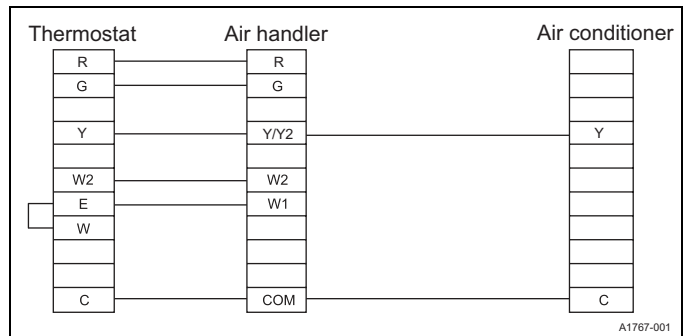 Thermostat Air handler Air conditioner
R R
G G
Y Y/Y2 Y
W2 W2
E W1
W
C COM C
A1767-001